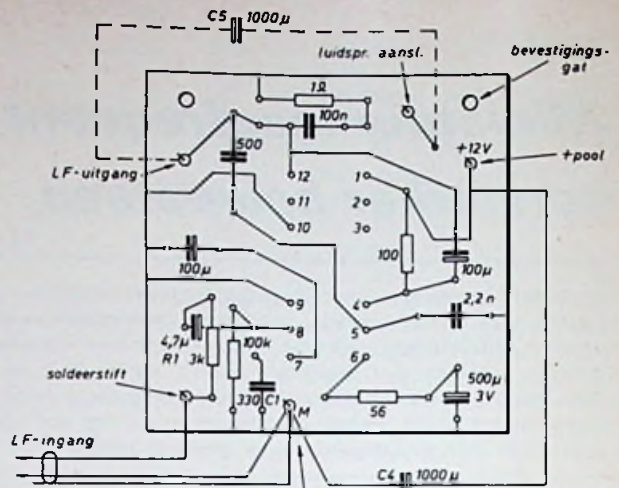 C5 1000µ
luidspr. aansl.
bevestigings-
gat
1Ω
100n
+12V
+pool
500
LF-uitgang
12 1
11 2
10 3
100
100µ
100µ
2,2n
9 4
8 5
7 6
4,7µ
R1 3k
100k
330 C1
soldeerstift
M
56
500µ
3V
LF-ingang
C4 1000µ